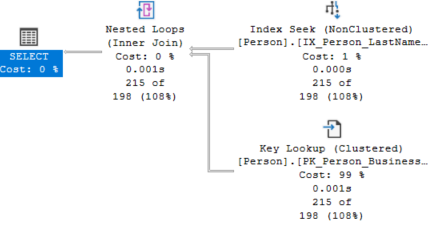 SELECT
Cost: 0 %
Nested Loops
(Inner Join)
Cost: 0 %
0.001s
215 of
198 (108%)
Index Seek (NonClustered)
[Person].[IX_Person_LastName…
Cost: 1 %
0.000s
215 of
198 (108%)
Key Lookup (Clustered)
[Person].[PK_Person_Business…
Cost: 99 %
0.001s
215 of
198 (108%)